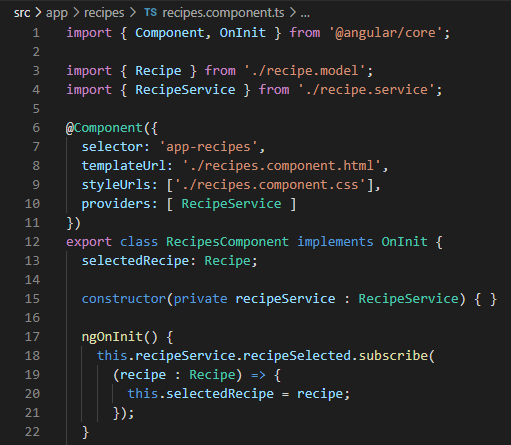 src > app > recipes > TS recipes.component.ts > ...
1 import { Component, OnInit } from '@angular/core';
2
3 import { Recipe } from './recipe.model';
4 import { RecipeService } from './recipe.service';
5
6 @Component({
7   selector: 'app-recipes',
8   templateUrl: './recipes.component.html',
9   styleUrls: ['./recipes.component.css'],
10   providers: [ RecipeService ]
11 })
12 export class RecipesComponent implements OnInit {
13   selectedRecipe: Recipe;
14
15   constructor(private recipeService : RecipeService) { }
16
17   ngOnInit() {
18     this.recipeService.recipeSelected.subscribe(
19       (recipe : Recipe) => {
20         this.selectedRecipe = recipe;
21       });
22   }